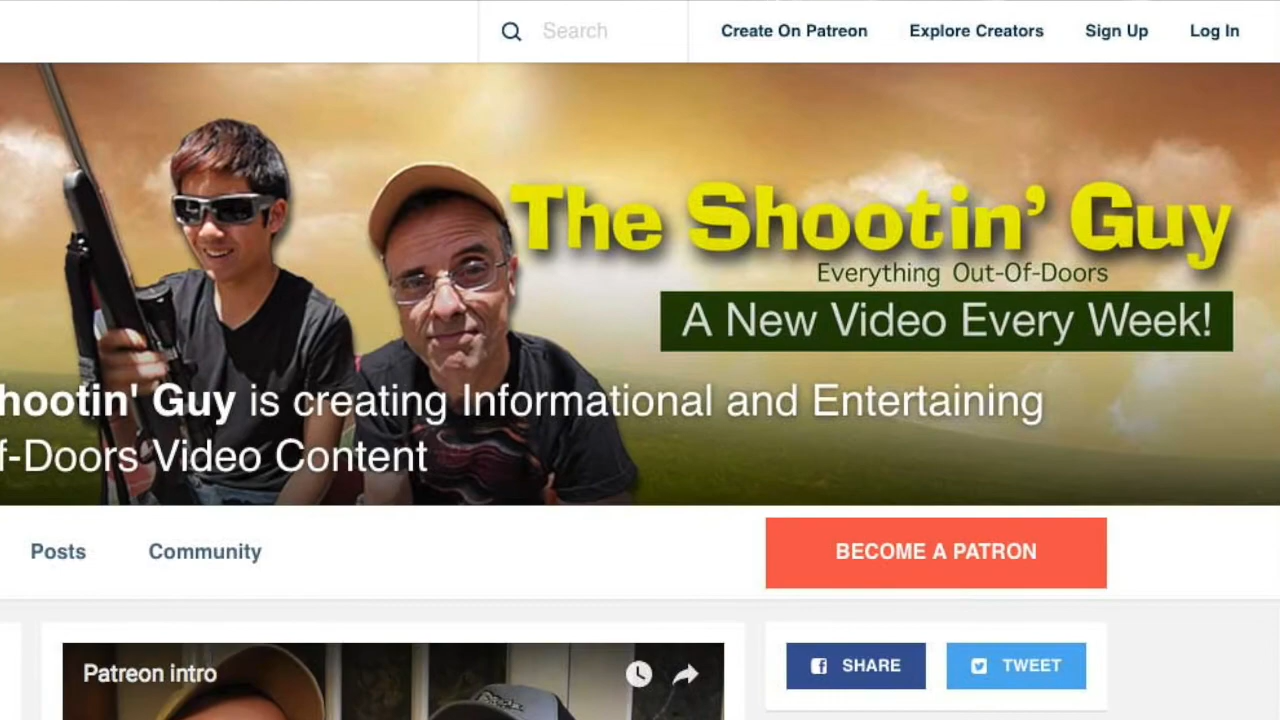 Search
Create On Patreon
Explore Creators
Sign Up
Log In
The Shootin' Guy
Everything Out-Of-Doors
A New Video Every Week!
hootin' Guy is creating Informational and Entertaining
f-Doors Video Content
Posts
Community
BECOME A PATRON
Patreon intro
SHARE
TWEET